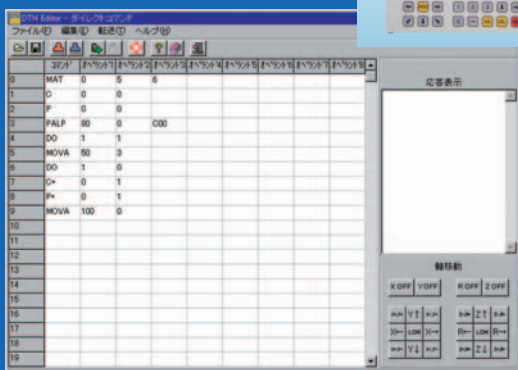 DTH Editor - ダイレクトコマンド
ファイル(F) 編集(E) 転送(T) ヘルプ(H)
コマンド オペランド1 オペランド2 オペランド3 オペランド4 オペランド5 オペランド6 オペランド7 オペランド8
0 MAT 0 5 6
1 C 0 0
2 P 0 0
3 PALP 80 0 C00
4 DO 1 1
5 MOVA 50 3
6 DO 1 0
7 C+ 0 1
8 P+ 0 1
9 MOVA 100 0
10
11
12
13
14
15
16
17
18
19
応答表示
軸移動
X OFF Y OFF R OFF Z OFF
Y↑ Z↑
X← LOW X→ R← LOW R→
Y↓ Z↓